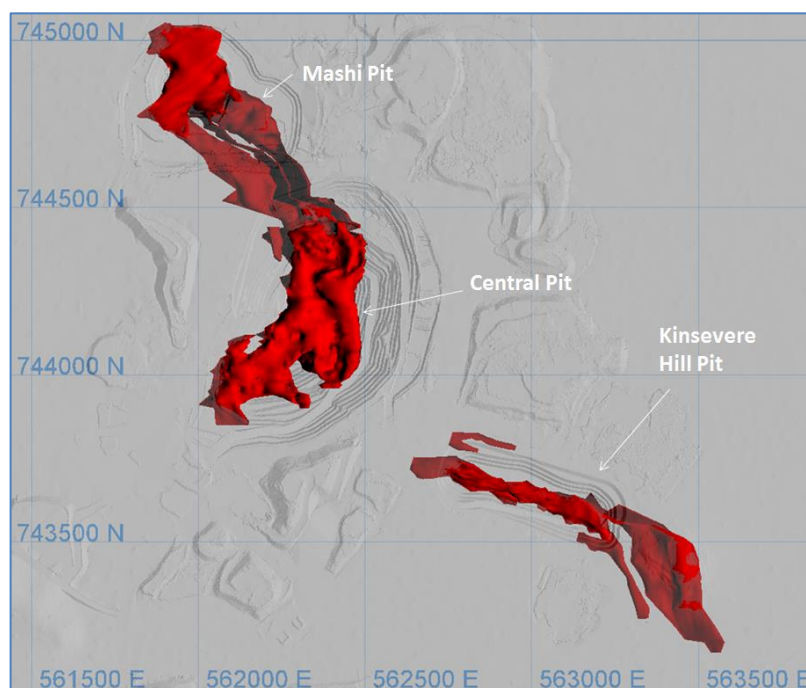 745000 N
Mashi Pit
744500 N
Central Pit
Kinsevere
Hill Pit
744000 N
743500 N
561500 E
562000 E
562500 E
563000 E
563500 E